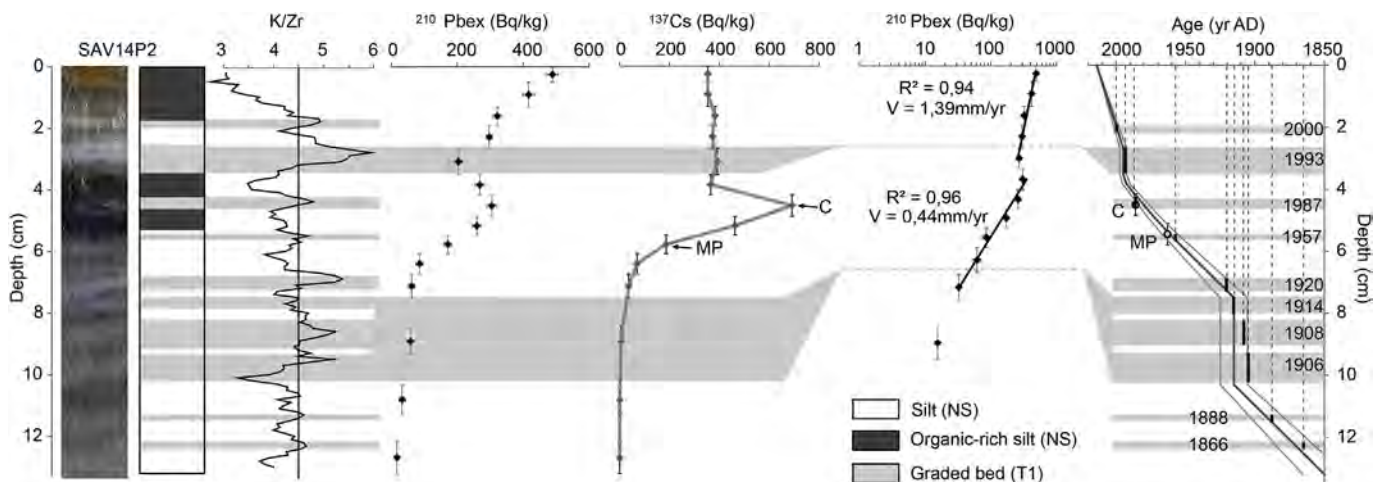 SAV14P2
K/Zr
3 4 5 6
²¹⁰ Pbex (Bq/kg)
0 200 400 600
¹³⁷Cs (Bq/kg)
0 200 400 600 800
²¹⁰ Pbex (Bq/kg)
1 10 100 1000
Age (yr AD)
2000 1950 1900 1850
Depth (cm)
0
2
4
6
8
10
12
C
MP
R² = 0,94
V = 1,39mm/yr
R² = 0,96
V = 0,44mm/yr
Silt (NS)
Organic-rich silt (NS)
Graded bed (T1)
C
MP
2000
1993
1987
1957
1920
1914
1908
1906
1888
1866
0
2
4
6
8
10
12
Depth (cm)